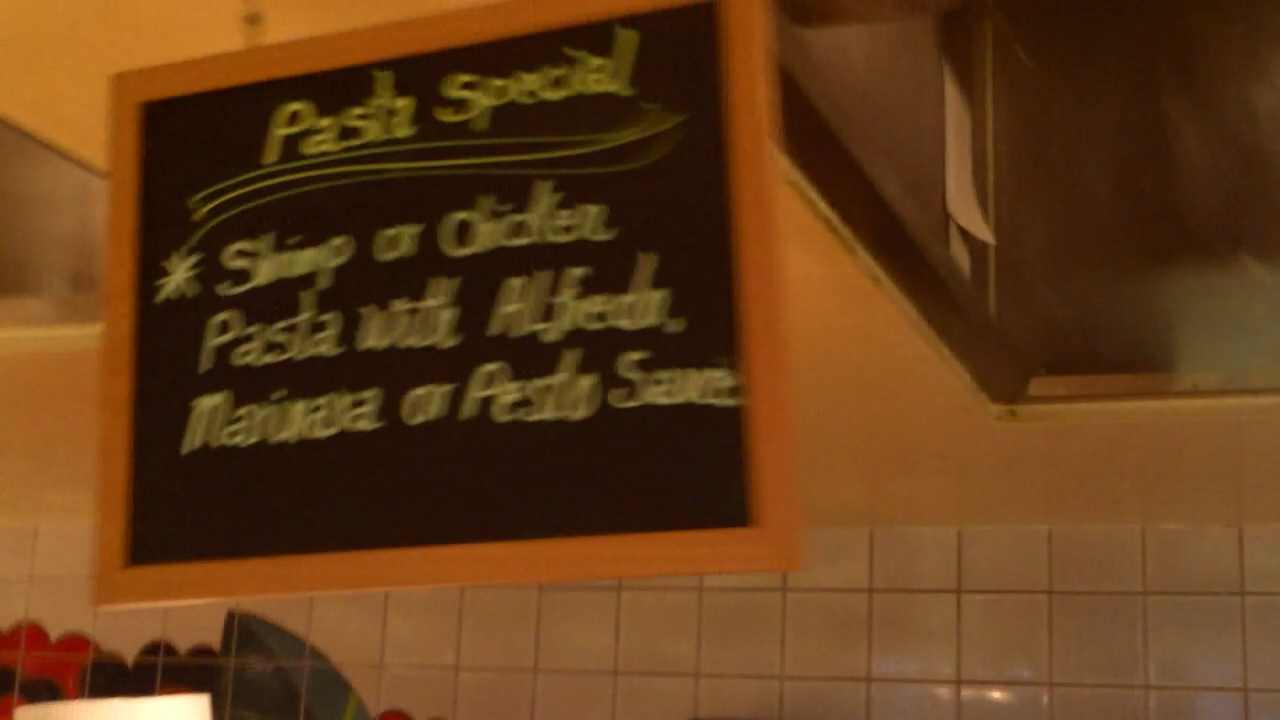 Pasta Special
* Shrimp or Chicken
Pasta with Alfredo,
Marinara or Pesto Sauce